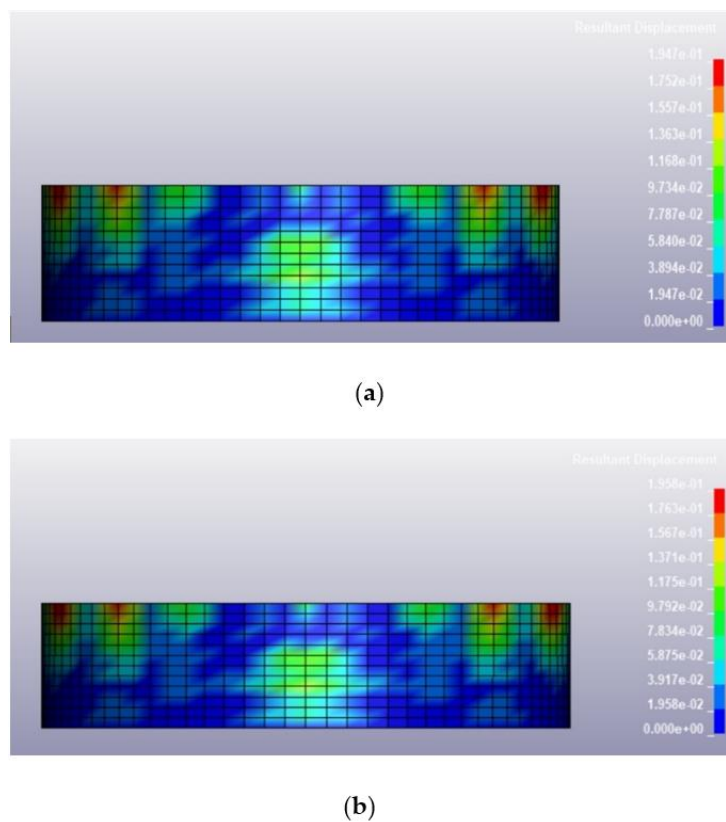 Resultant Displacement
1.947e-01
1.752e-01
1.557e-01
1.363e-01
1.168e-01
9.734e-02
7.787e-02
5.840e-02
3.894e-02
1.947e-02
0.000e+00
(a)
Resultant Displacement
1.958e-01
1.763e-01
1.567e-01
1.371e-01
1.175e-01
9.792e-02
7.834e-02
5.875e-02
3.917e-02
1.958e-02
0.000e+00
(b)